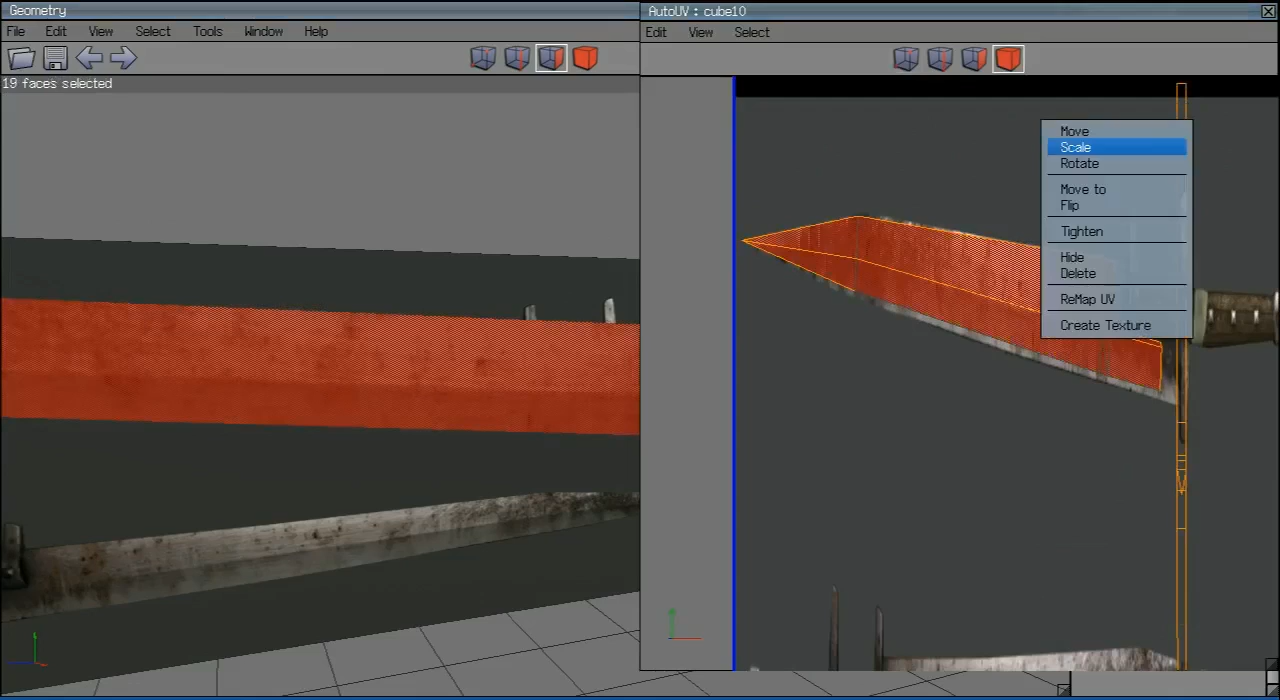 Geometry
File Edit View Select Tools Window Help
19 faces selected
AutoUV : cube10
Edit View Select
Move
Scale
Rotate
Move to
Flip
Tighten
Hide
Delete
ReMap UV
Create Texture